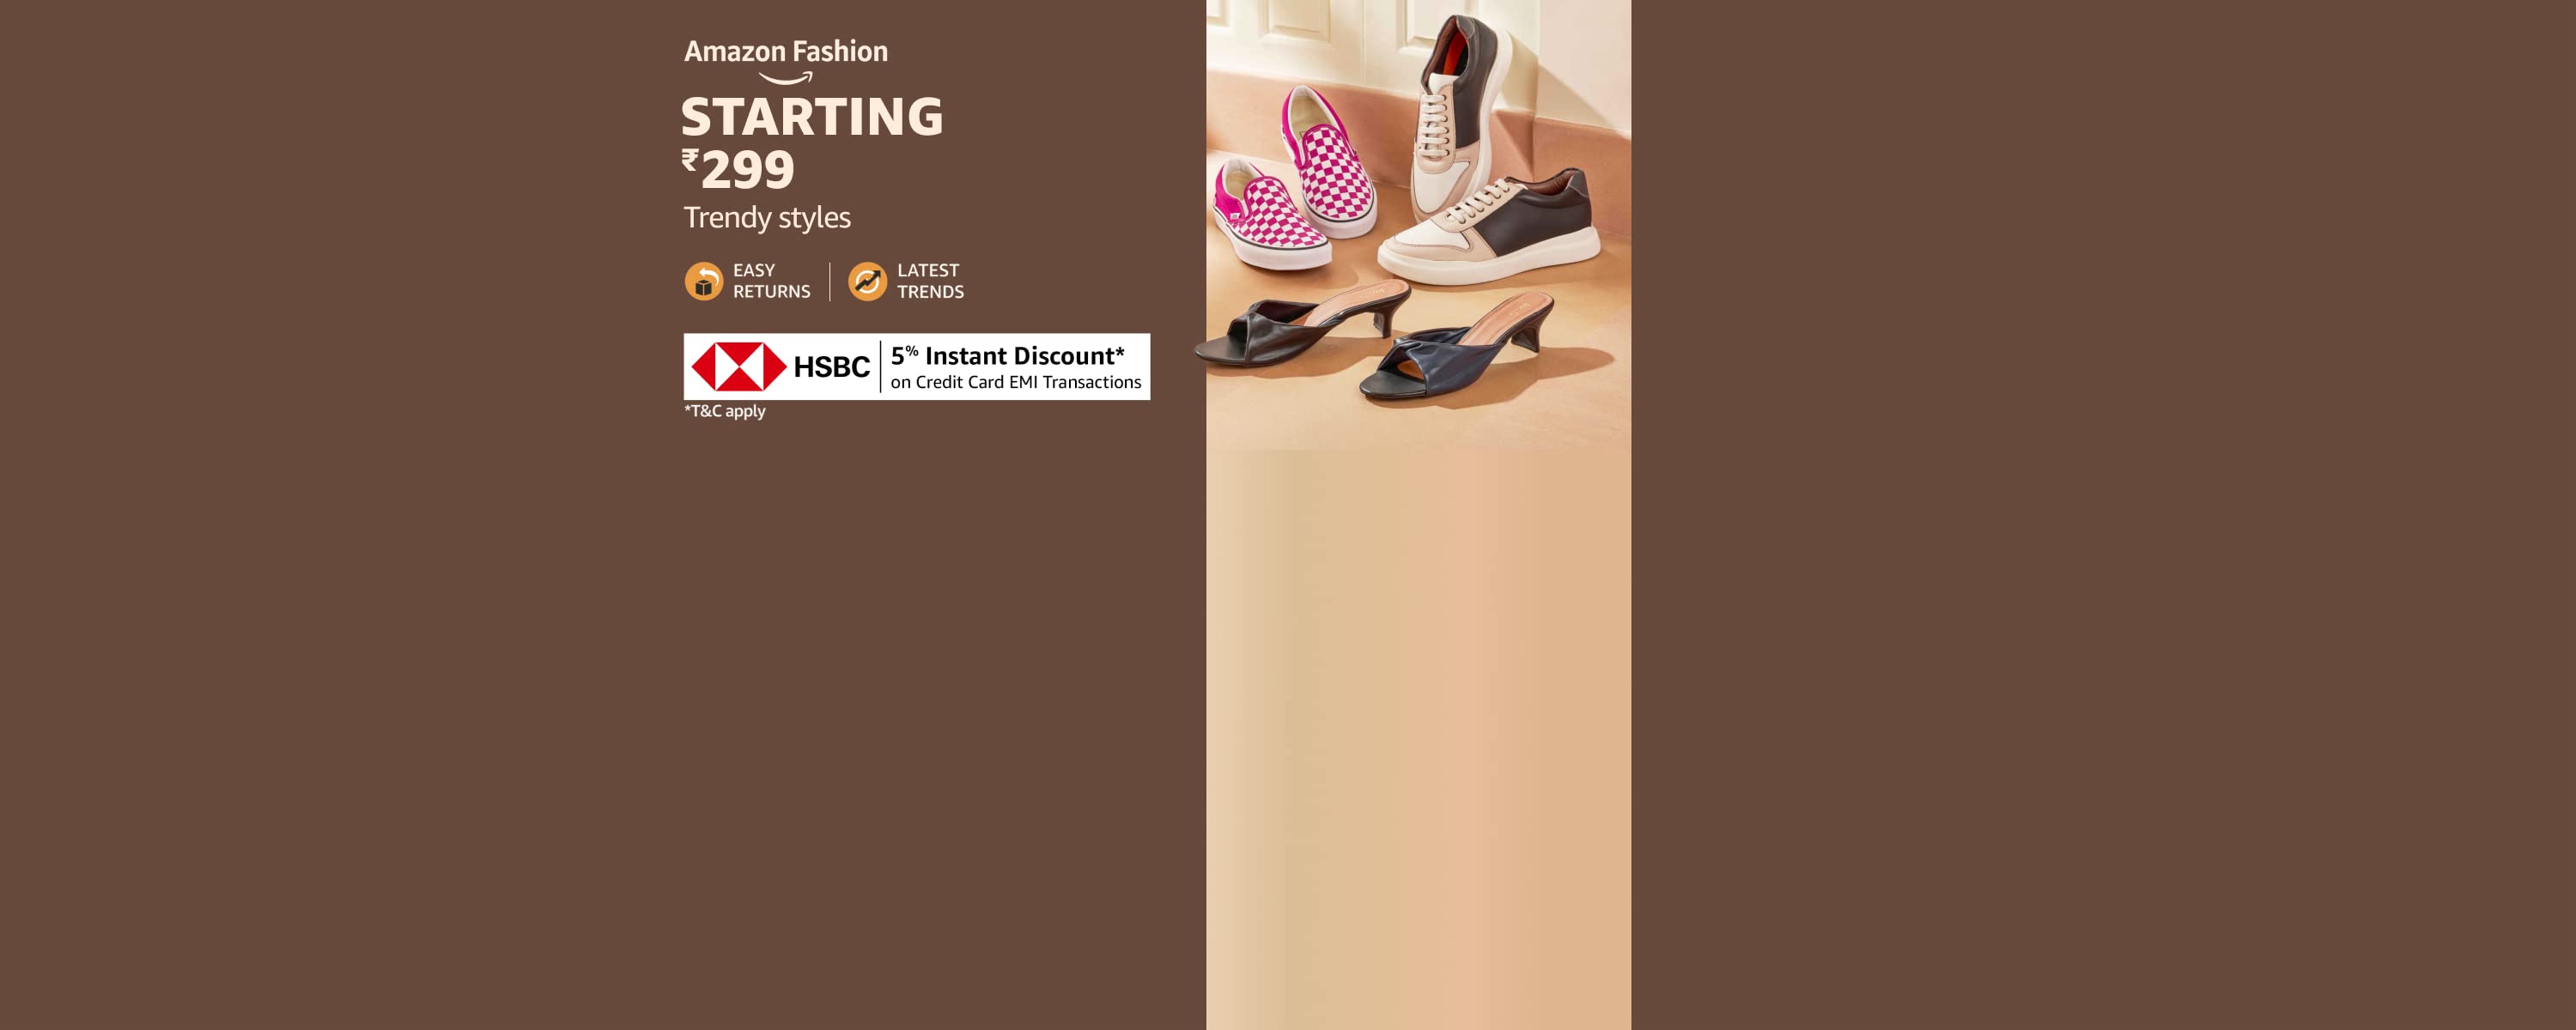 Amazon Fashion
STARTING
₹299
Trendy styles
EASY
RETURNS
LATEST
TRENDS
HSBC
5% Instant Discount*
on Credit Card EMI Transactions
*T&C apply